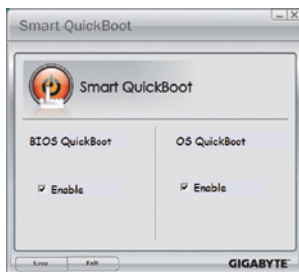 Smart QuickBoot
Smart QuickBoot
BIOS QuickBoot
OS QuickBoot
Enable
Enable
Save
Exit
GIGABYTE